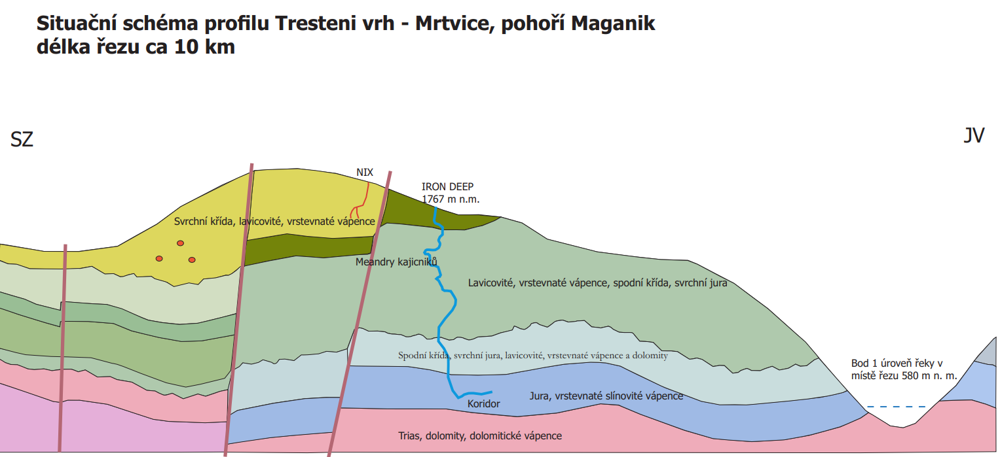 Situační schéma profilu Tresteni vrh - Mrtvice, pohoří Maganik
délka řezu ca 10 km
SZ
JV
NIX
IRON DEEP
1767 m n.m.
Svrchní křída, lavicovité, vrstevnaté vápence
Meandry kajicniků
Lavicovité, vrstevnaté vápence, spodní křída, svrchní jura
Spodní křída, svrchní jura, lavicovité, vrstevnaté vápence a dolomity
Bod 1 úroveň řeky v
místě řezu 580 m n. m.
Jura, vrstevnaté slínovité vápence
Koridor
Trias, dolomity, dolomitické vápence